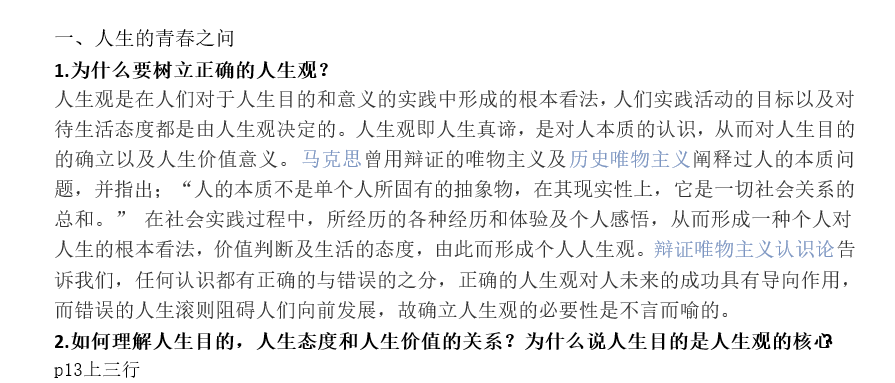 一、人生的青春之问
1.为什么要树立正确的人生观？
人生观是在人们对于人生目的和意义的实践中形成的根本看法，人们实践活动的目标以及对
待生活态度都是由人生观决定的。人生观即人生真谛，是对人本质的认识，从而对人生目的
的确立以及人生价值意义。马克思曾用辩证的唯物主义及历史唯物主义阐释过人的本质问
题，并指出；“人的本质不是单个人所固有的抽象物，在其现实性上，它是一切社会关系的
总和。” 在社会实践过程中，所经历的各种经历和体验及个人感悟，从而形成一种个人对
人生的根本看法，价值判断及生活的态度，由此而形成个人人生观。辩证唯物主义认识论告
诉我们，任何认识都有正确的与错误的之分，正确的人生观对人未来的成功具有导向作用，
而错误的人生滚则阻碍人们向前发展，故确立人生观的必要性是不言而喻的。
2.如何理解人生目的，人生态度和人生价值的关系？为什么说人生目的是人生观的核心？
p13上三行